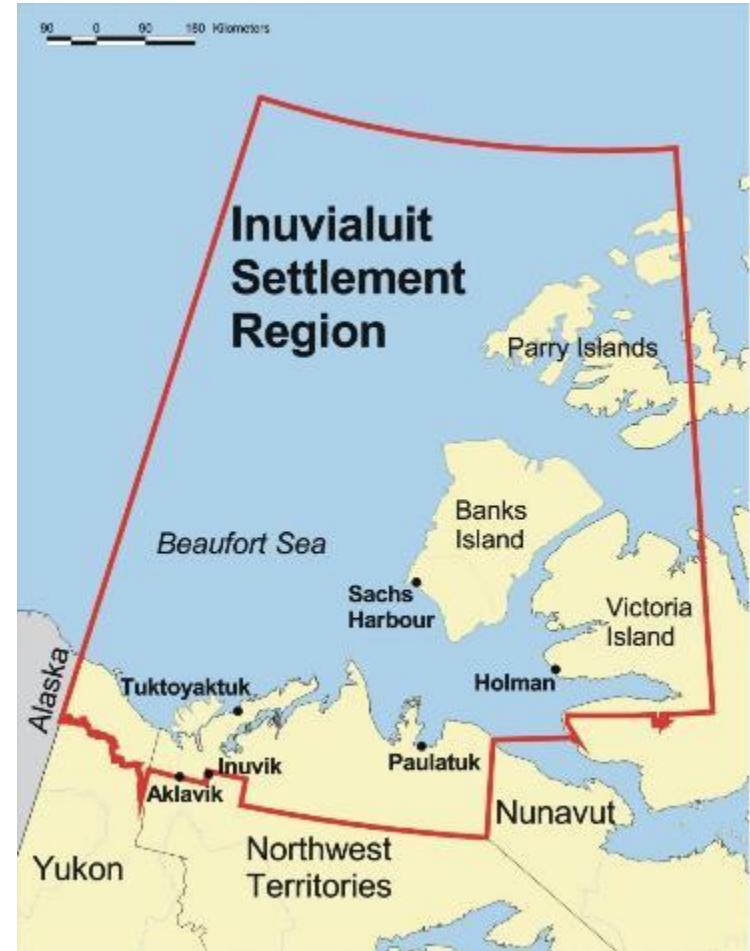 90 0 90 180 Kilometers
Inuvialuit
Settlement
Region
Parry Islands
Banks
Island
Beaufort Sea
Sachs
Harbour
Victoria
Island
Alaska
Tuktoyaktuk
Holman
Inuvik
Paulatuk
Aklavik
Nunavut
Yukon
Northwest
Territories